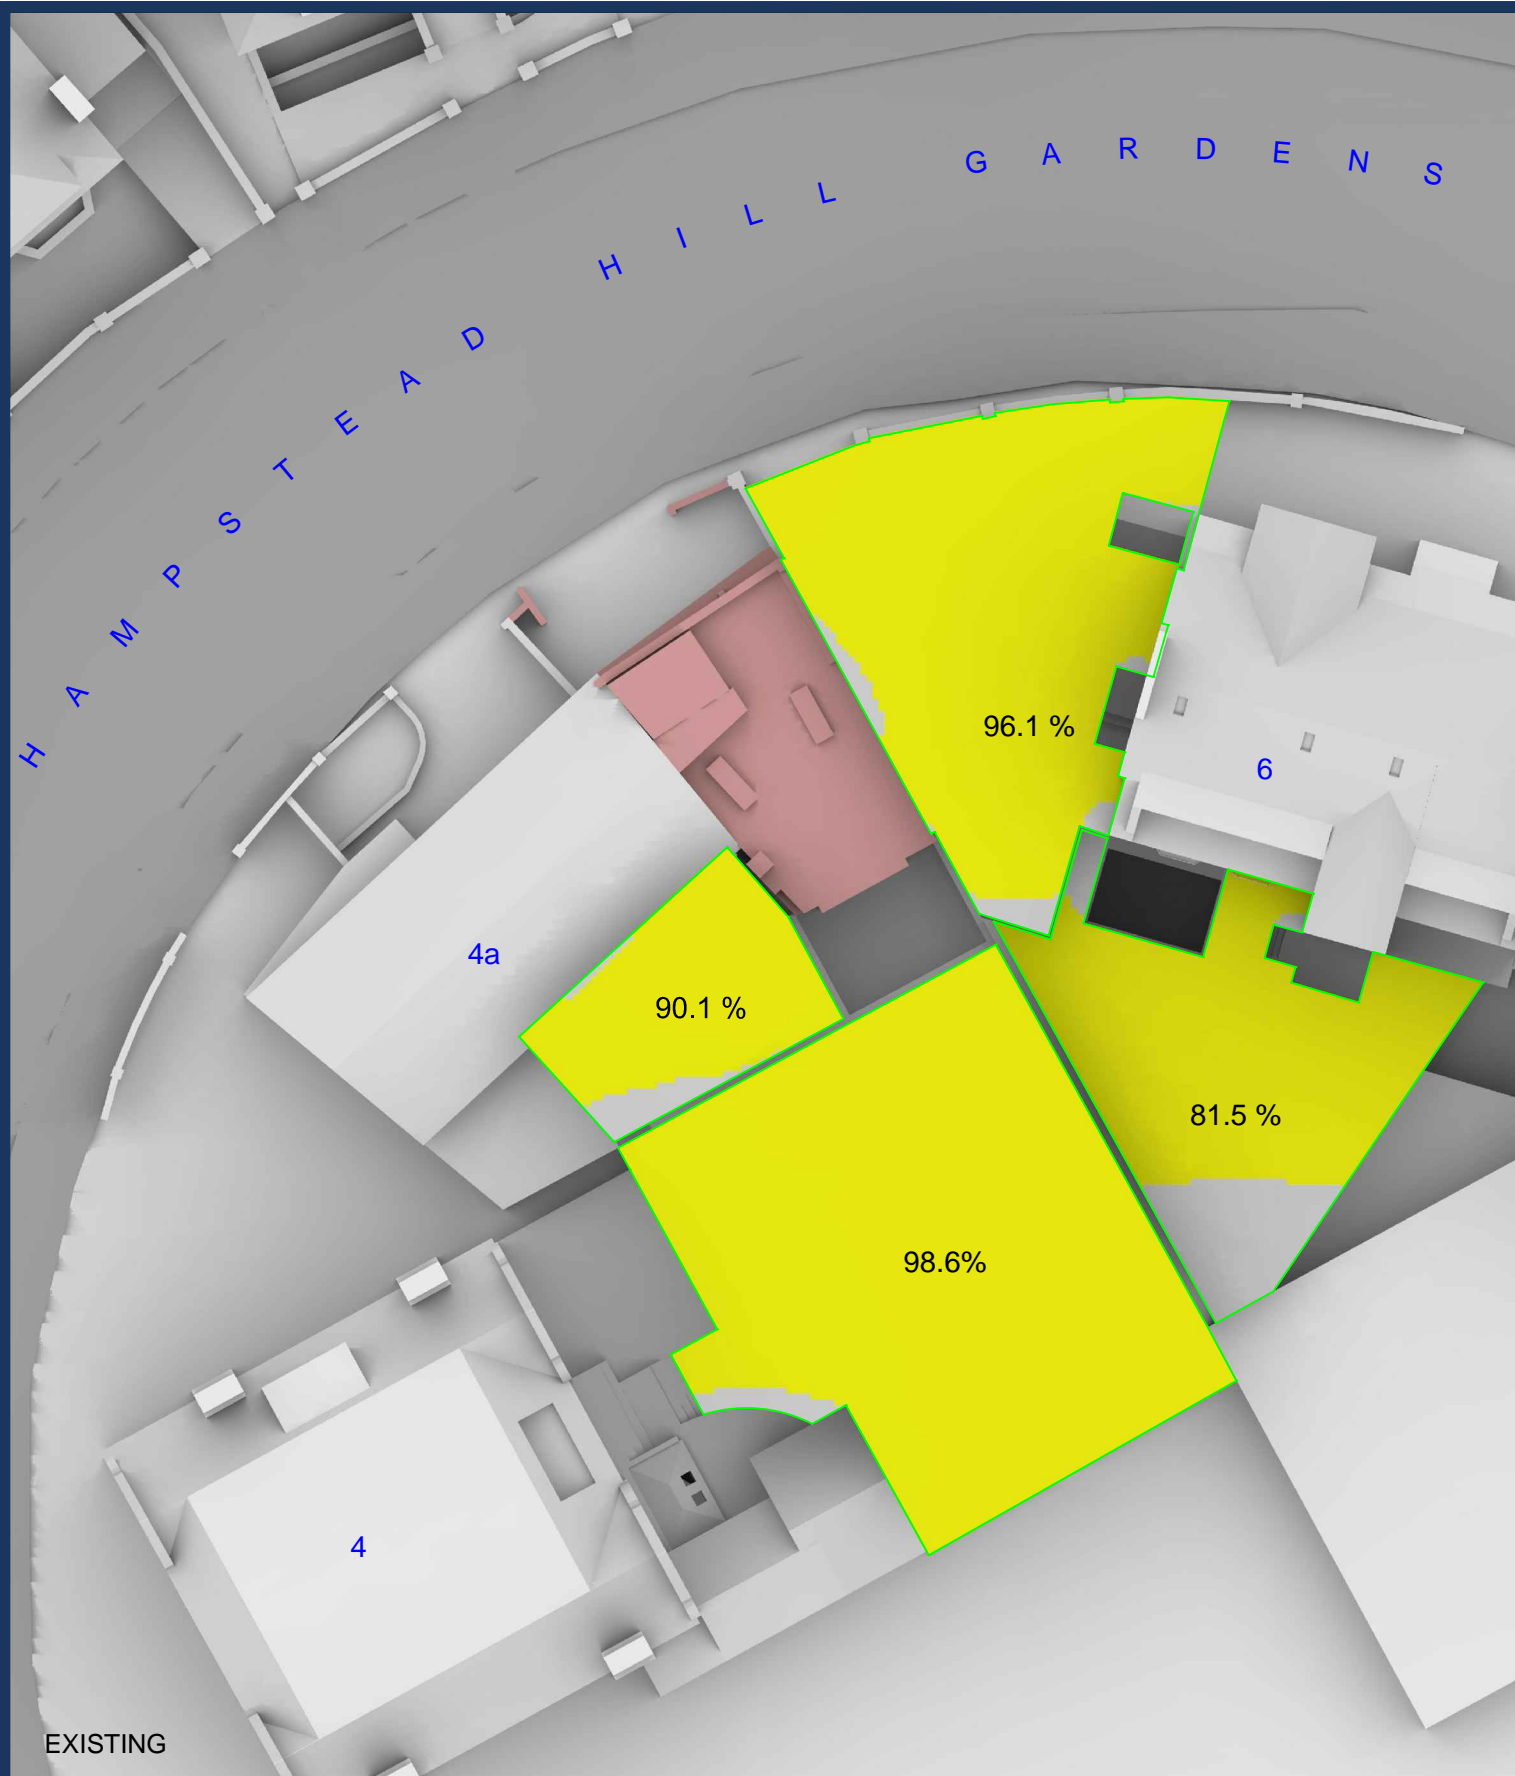 HAMPSTEAD HILL GARDENS
96.1 %
6
4a
90.1 %
81.5 %
98.6%
4
EXISTING